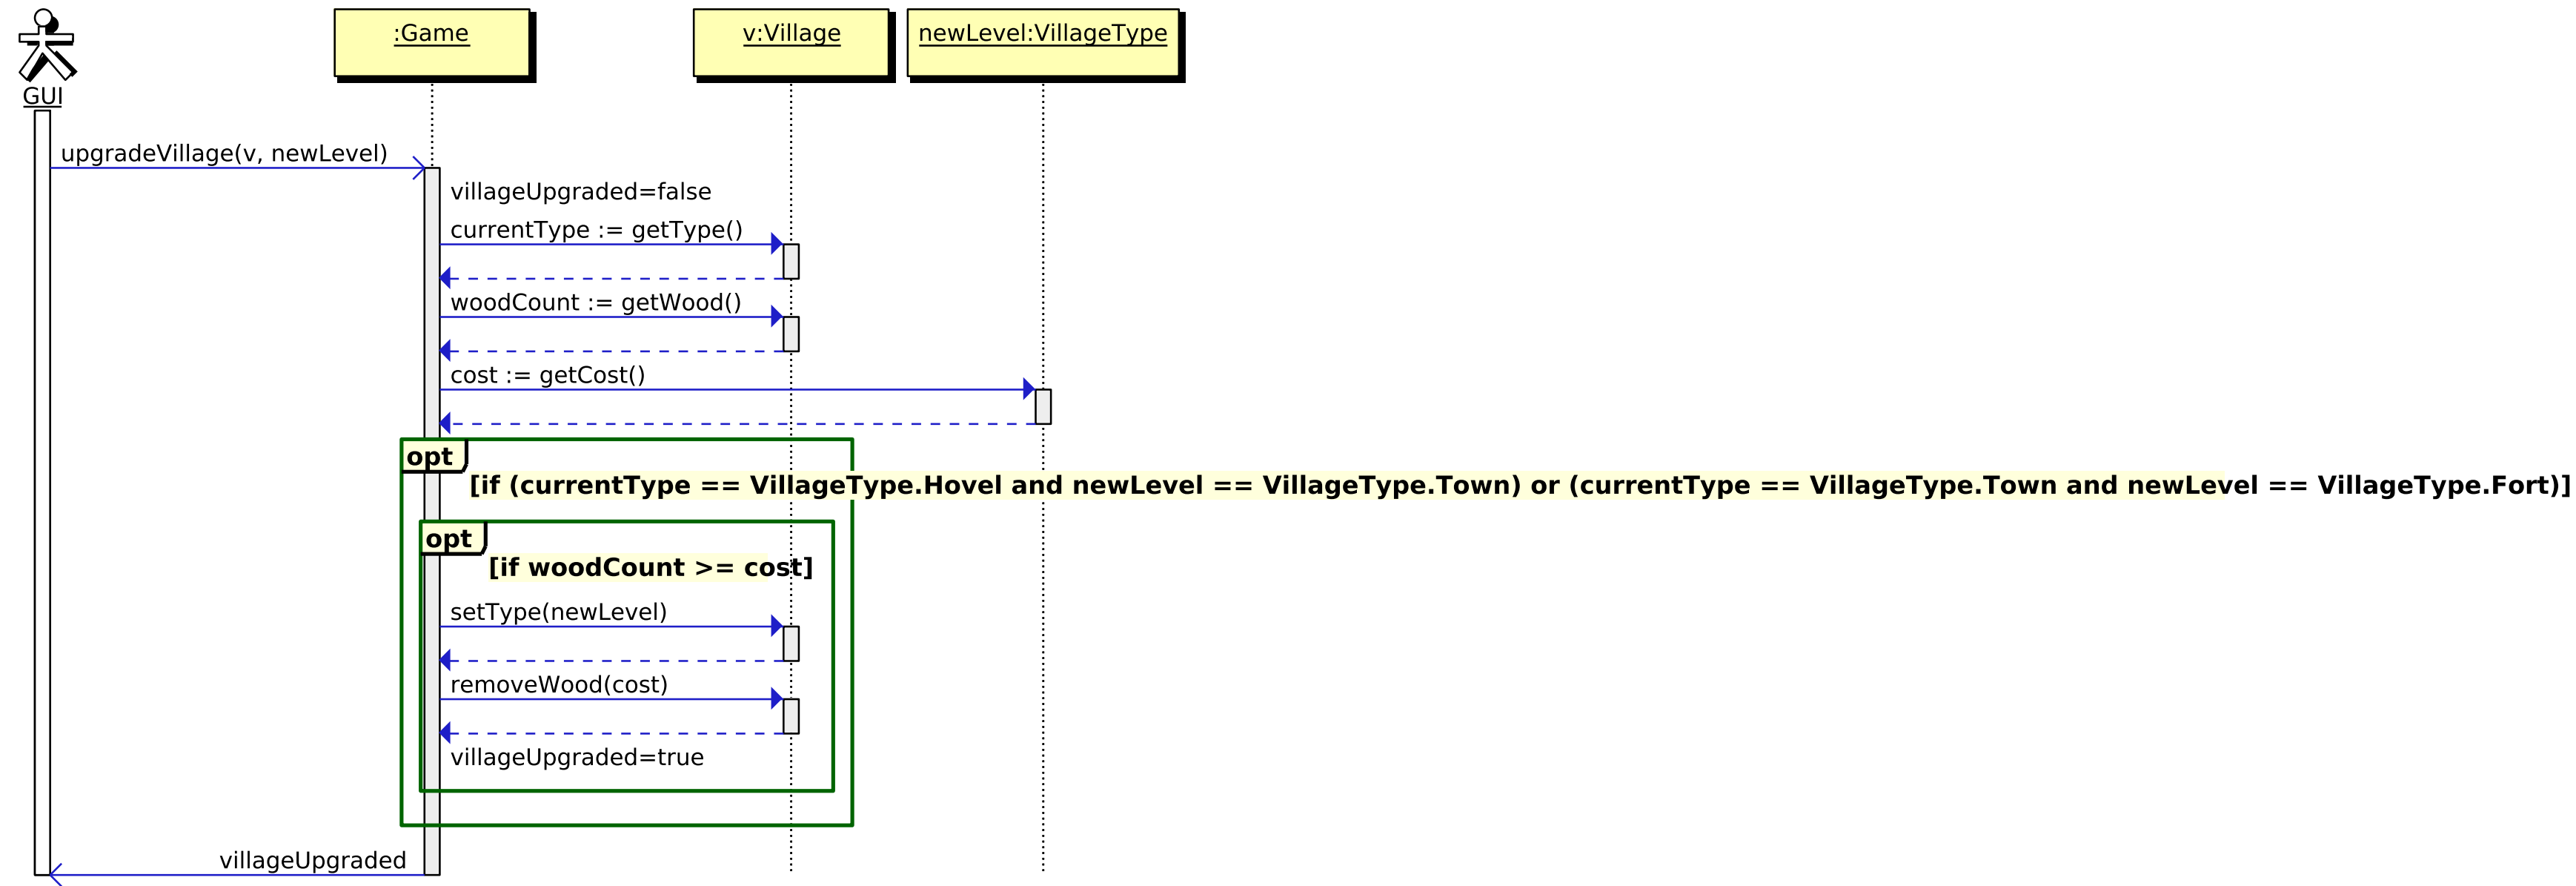 :Game
v:Village
newLevel:VillageType
GUI
upgradeVillage(v, newLevel)
villageUpgraded=false
currentType := getType()
woodCount := getWood()
cost := getCost()
opt
[if (currentType == VillageType.Hovel and newLevel == VillageType.Town) or (currentType == VillageType.Town and newLevel == VillageType.Fort)]
opt
[if woodCount >= cost]
setType(newLevel)
removeWood(cost)
villageUpgraded=true
villageUpgraded